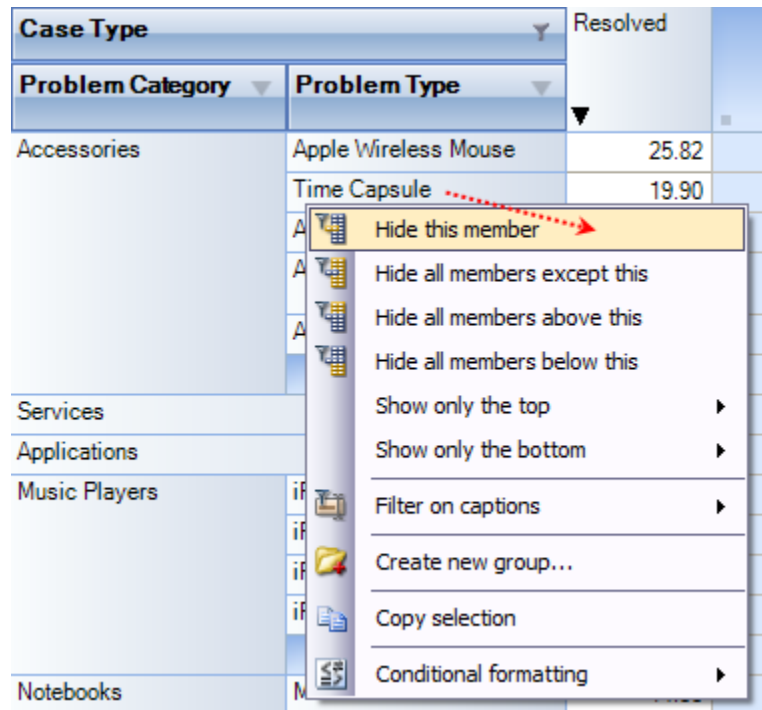 Case Type
Resolved
Problem Category
Problem Type
Accessories
Apple Wireless Mouse
25.82
Time Capsule
19.90
Hide this member
Hide all members except this
Hide all members above this
Hide all members below this
Show only the top
Services
Show only the bottom
Applications
Music Players
Filter on captions
Create new group...
Copy selection
Conditional formatting
Notebooks